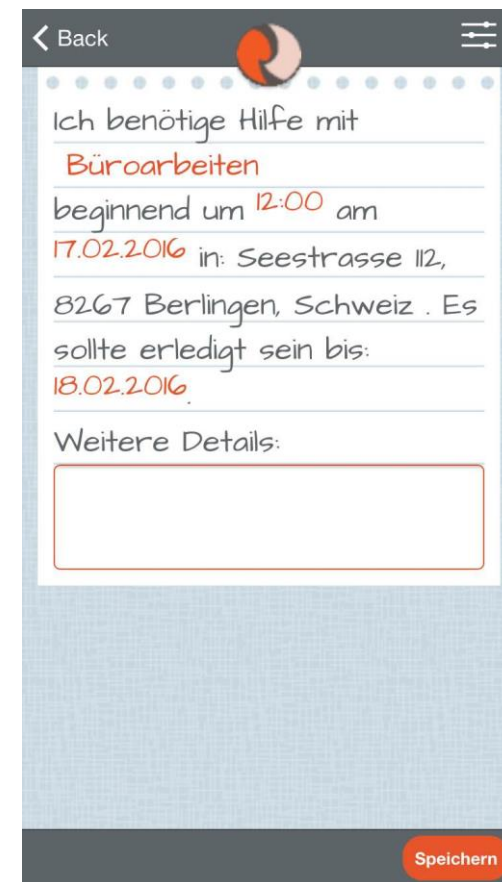 Back
Ich benötige Hilfe mit
Büroarbeiten
beginnend um 12:00 am
17.02.2016 in: Seestrasse 112,
8267 Berlingen, Schweiz . Es
sollte erledigt sein bis:
18.02.2016.
Weitere Details:
Speichern